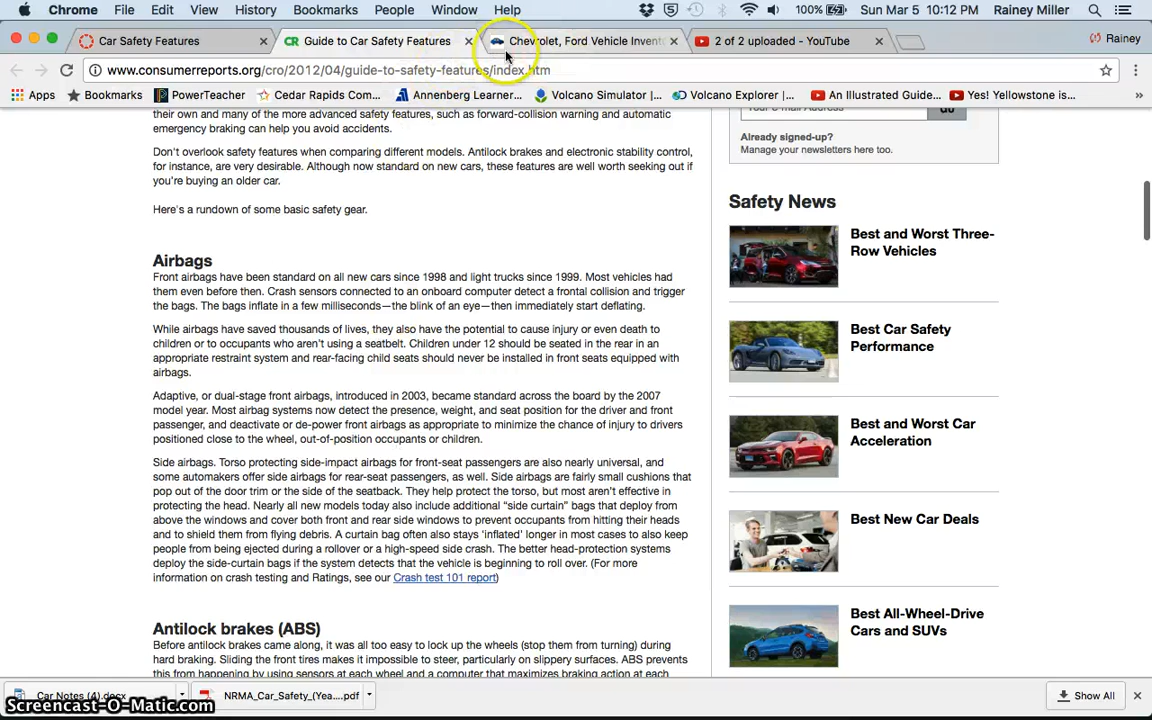 Chrome File Edit View History Bookmarks People Window Help 100% Sun Mar 5 10:12 PM Rainey Miller
Car Safety Features × CR Guide to Car Safety Features × Chevrolet, Ford Vehicle Invent × 2 of 2 uploaded - YouTube × Rainey
www.consumerreports.org/cro/2012/04/guide-to-safety-features/index.htm
Apps Bookmarks PowerTeacher Cedar Rapids Com... Annenberg Learner... Volcano Simulator |... Volcano Explorer |... An Illustrated Guide... Yes! Yellowstone is... »
their own and many of the more advanced safety features, such as forward-collision warning and automatic
emergency braking can help you avoid accidents.
Don't overlook safety features when comparing different models. Antilock brakes and electronic stability control,
for instance, are very desirable. Although now standard on new cars, these features are well worth seeking out if
you're buying an older car.
Here's a rundown of some basic safety gear.
Airbags
Front airbags have been standard on all new cars since 1998 and light trucks since 1999. Most vehicles had
them even before then. Crash sensors connected to an onboard computer detect a frontal collision and trigger
the bags. The bags inflate in a few milliseconds—the blink of an eye—then immediately start deflating.
While airbags have saved thousands of lives, they also have the potential to cause injury or even death to
children or to occupants who aren't using a seatbelt. Children under 12 should be seated in the rear in an
appropriate restraint system and rear-facing child seats should never be installed in front seats equipped with
airbags.
Adaptive, or dual-stage front airbags, introduced in 2003, became standard across the board by the 2007
model year. Most airbag systems now detect the presence, weight, and seat position for the driver and front
passenger, and deactivate or de-power front airbags as appropriate to minimize the chance of injury to drivers
positioned close to the wheel, out-of-position occupants or children.
Side airbags. Torso protecting side-impact airbags for front-seat passengers are also nearly universal, and
some automakers offer side airbags for rear-seat passengers, as well. Side airbags are fairly small cushions that
pop out of the door trim or the side of the seatback. They help protect the torso, but most aren't effective in
protecting the head. Nearly all new models today also include additional “side curtain” bags that deploy from
above the windows and cover both front and rear side windows to prevent occupants from hitting their heads
and to shield them from flying debris. A curtain bag often also stays 'inflated' longer in most cases to also keep
people from being ejected during a rollover or a high-speed side crash. The better head-protection systems
deploy the side-curtain bags if the system detects that the vehicle is beginning to roll over. (For more
information on crash testing and Ratings, see our Crash test 101 report)
Antilock brakes (ABS)
Before antilock brakes came along, it was all too easy to lock up the wheels (stop them from turning) during
hard braking. Sliding the front tires makes it impossible to steer, particularly on slippery surfaces. ABS prevents
this from happening by using sensors at each wheel and a computer that maximizes braking action at each
Your e-mail Address GO
Already signed-up?
Manage your newsletters here too.
Safety News
Best and Worst Three-
Row Vehicles
Best Car Safety
Performance
Best and Worst Car
Acceleration
Best New Car Deals
Best All-Wheel-Drive
Cars and SUVs
Car Notes (4).docx NRMA_Car_Safety_(Yea....pdf Show All ×
Screencast-O-Matic.com